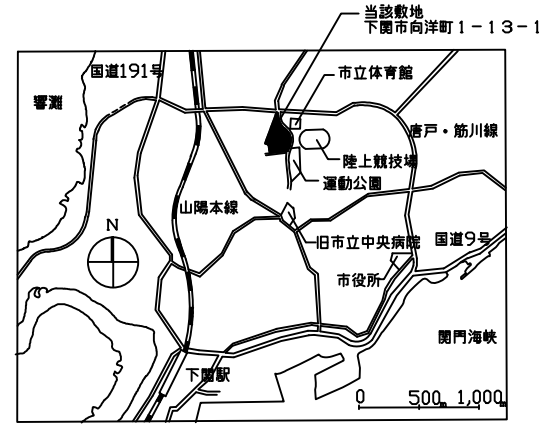 当該敷地
下関市向洋町１－１３－１
国道191号
市立体育館
響灘
唐戸・筋川線
陸上競技場
運動公園
山陽本線
N
旧市立中央病院
国道9号
市役所
関門海峡
下関駅
0 500m 1,000m